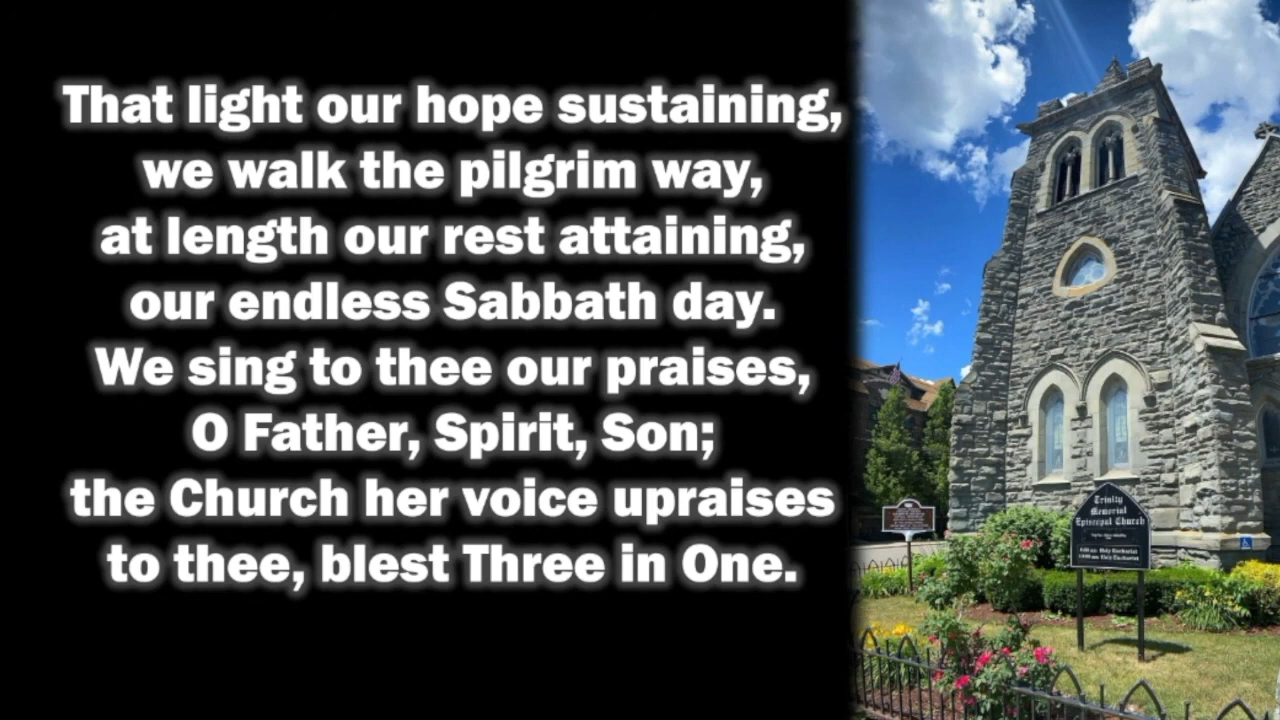 That light our hope sustaining,
we walk the pilgrim way,
at length our rest attaining,
our endless Sabbath day.
We sing to thee our praises,
O Father, Spirit, Son;
the Church her voice upraises
to thee, blest Three in One.
Trinity
Memorial
Episcopal Church